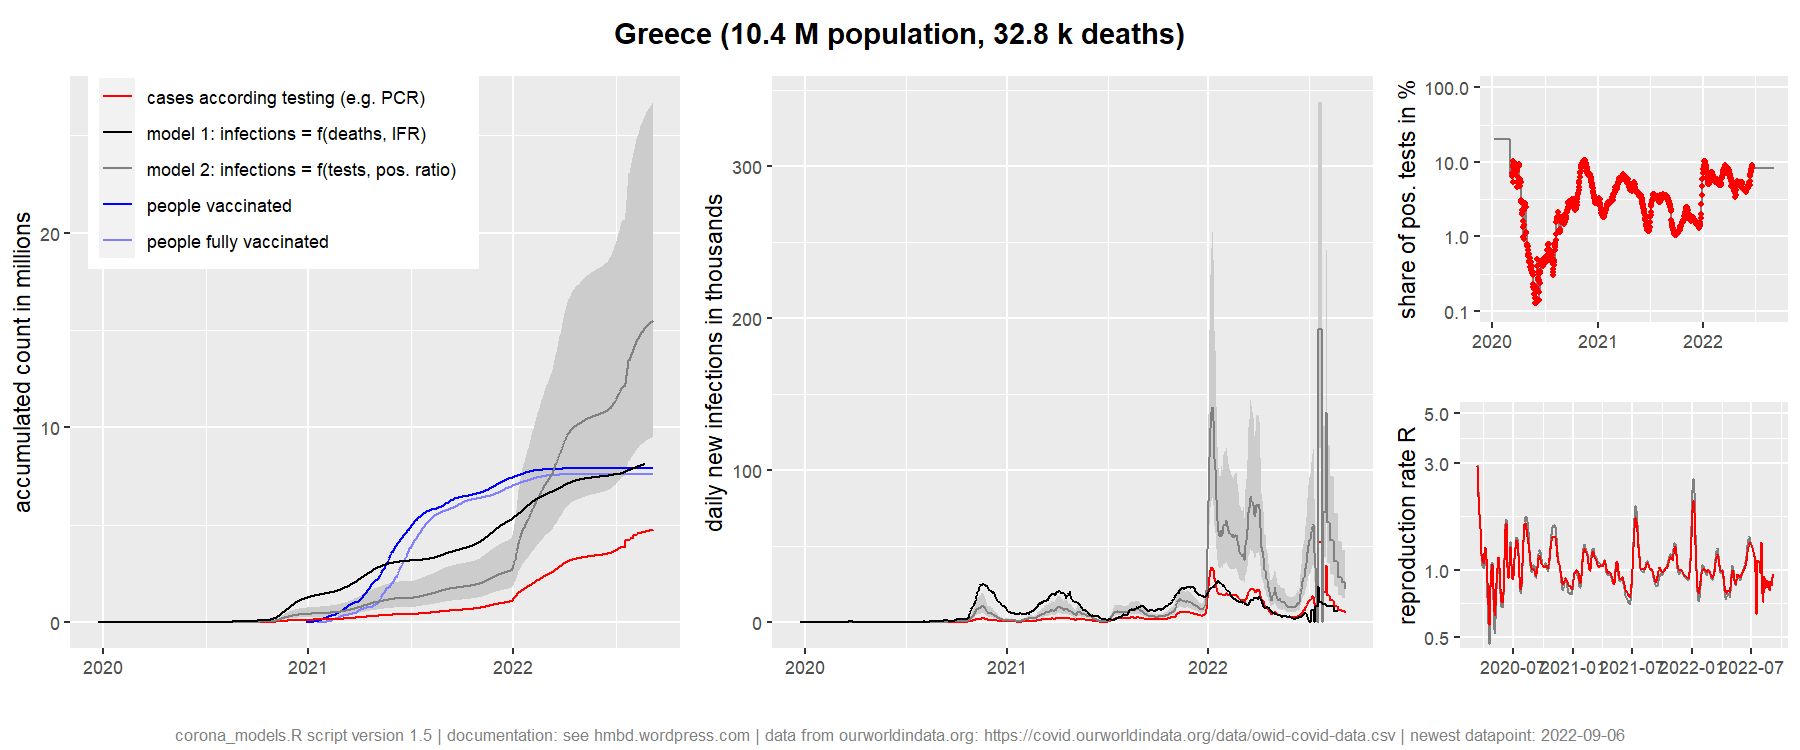 Greece (10.4 M population, 32.8 k deaths)
cases according testing (e.g. PCR)
model 1: infections = f(deaths, IFR)
model 2: infections = f(tests, pos. ratio)
people vaccinated
people fully vaccinated
accumulated count in millions
20
10
0
2020
2021
2022
daily new infections in thousands
300
200
100
0
2020
2021
2022
share of pos. tests in %
100.0
10.0
1.0
0.1
2020
2021
2022
reproduction rate R
5.0
3.0
1.0
0.5
2020-07
2021-01
2021-07
2022-01
2022-07
corona_models.R script version 1.5 | documentation: see hmbd.wordpress.com | data from ourworldindata.org: https://covid.ourworldindata.org/data/owid-covid-data.csv | newest datapoint: 2022-09-06